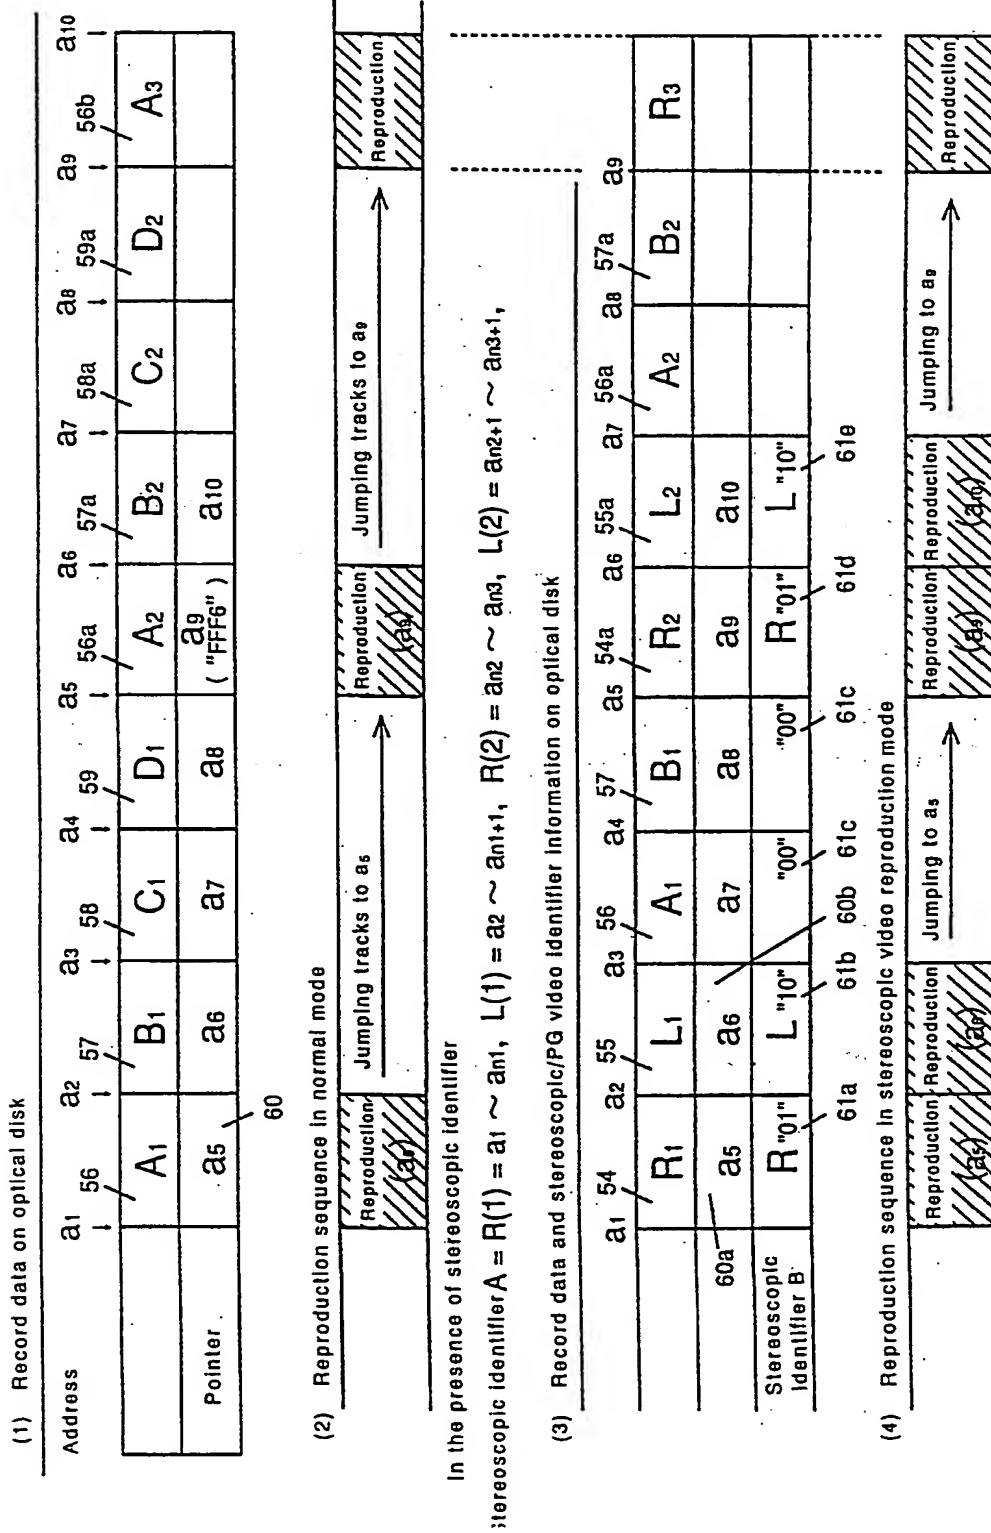 (1) Record data on optical disk
Address a1 a2 a3 a4 a5 a6 a7 a8 a9 a10
56 57 58 59 56a 57a 58a 59a 56b
A1 B1 C1 D1 A2 B2 C2 D2 A3
Pointer a5 a6 a7 a8 a9 ("FFF6") a10
60
(2) Reproduction sequence in normal mode
Reproduction Jumping tracks to a5 Reproduction Jumping tracks to a9 Reproduction
In the presence of stereoscopic identifier
stereoscopic identifier A = R(1) = a1 ~ an1, L(1) = a2 ~ an1+1, R(2) = an2 ~ an3, L(2) = an2+1 ~ an3+1,
(3) Record data and stereoscopic/PG video identifier information on optical disk
a1 a2 a3 a4 a5 a6 a7 a8 a9
54 55 56 57 54a 55a 56a 57a
R1 L1 A1 B1 R2 L2 A2 B2 R3
60a a5 a6 a7 a8 a9 a10
Stereoscopic Identifier B R "01" L "10" "00" "00" R "01" L "10"
61a 61b 60b 61c 61c 61d 61e
(4) Reproduction sequence in stereoscopic video reproduction mode
Reproduction Reproduction Jumping to a5 Reproduction Reproduction Jumping to a9 Reproduction
(a5) (a6) (a10)